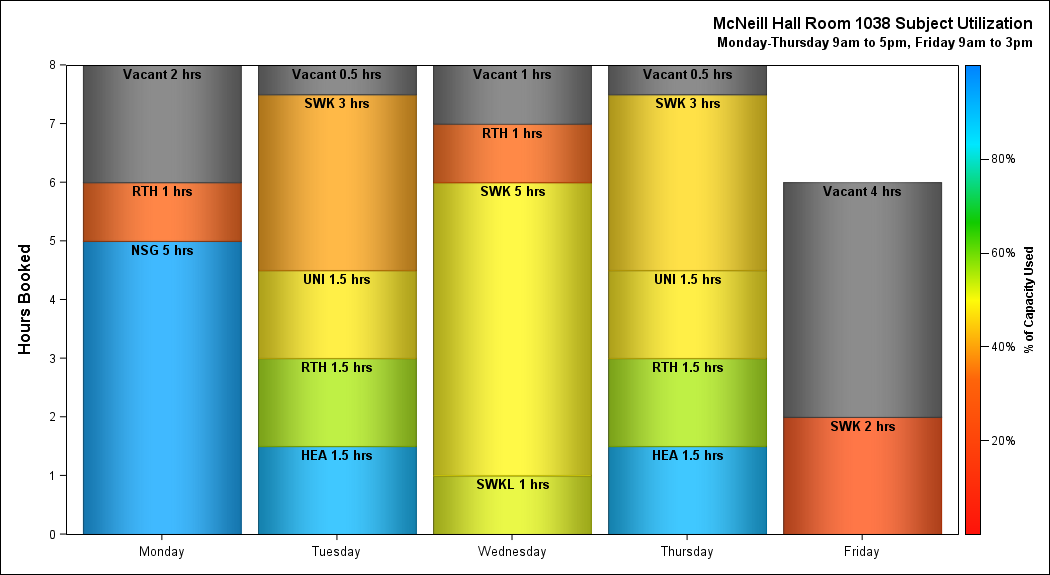 McNeill Hall Room 1038 Subject Utilization
Monday-Thursday 9am to 5pm, Friday 9am to 3pm
Hours Booked
8
7
6
5
4
3
2
1
0
Vacant 2 hrs
RTH 1 hrs
NSG 5 hrs
Vacant 0.5 hrs
SWK 3 hrs
UNI 1.5 hrs
RTH 1.5 hrs
HEA 1.5 hrs
Vacant 1 hrs
RTH 1 hrs
SWK 5 hrs
SWKL 1 hrs
Vacant 0.5 hrs
SWK 3 hrs
UNI 1.5 hrs
RTH 1.5 hrs
HEA 1.5 hrs
Vacant 4 hrs
SWK 2 hrs
Monday Tuesday Wednesday Thursday Friday
80%
60%
40%
20%
% of Capacity Used